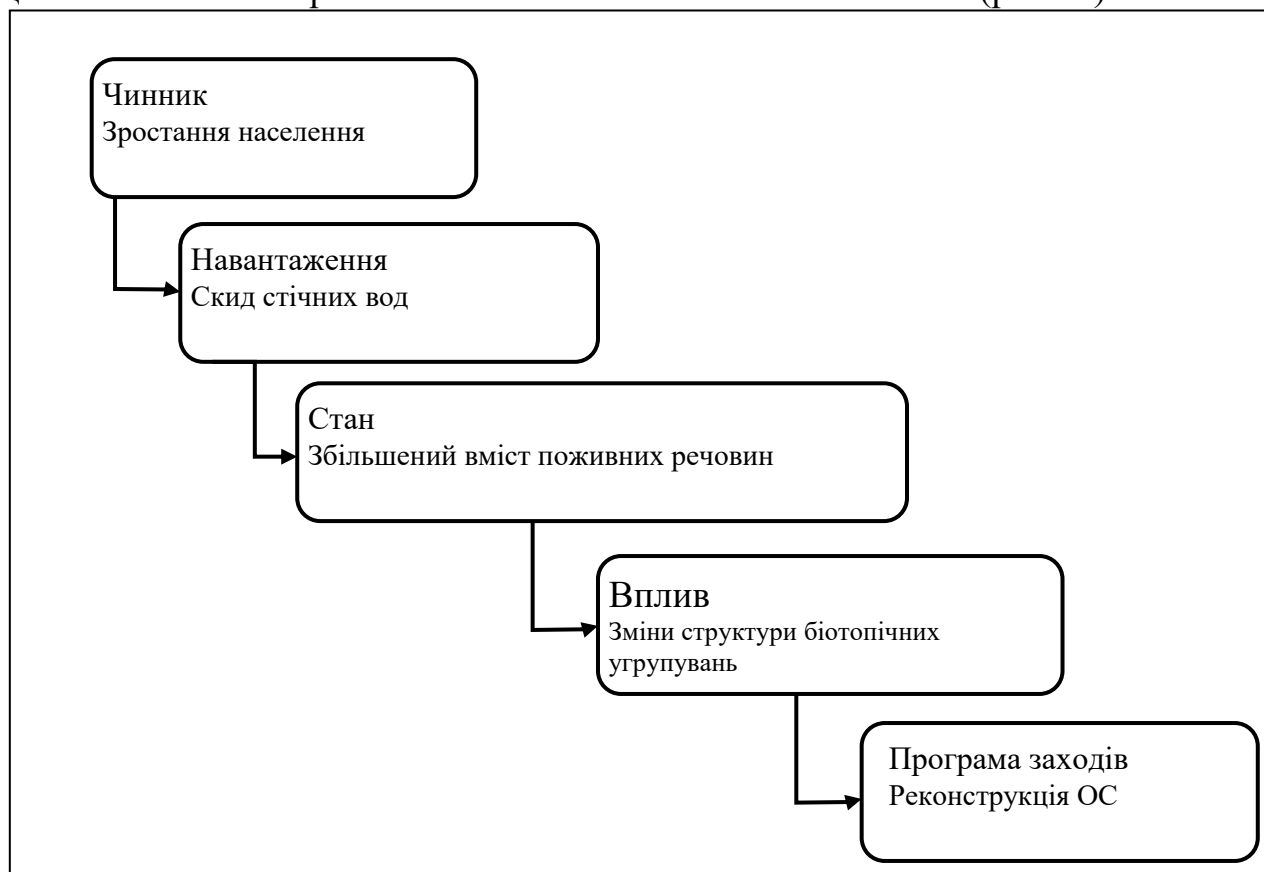 Чинник
Зростання населення
Навантаження
Скид стічних вод
Стан
Збільшений вміст поживних речовин
Вплив
Зміни структури біотопічних
угрупувань
Програма заходів
Реконструкція ОС